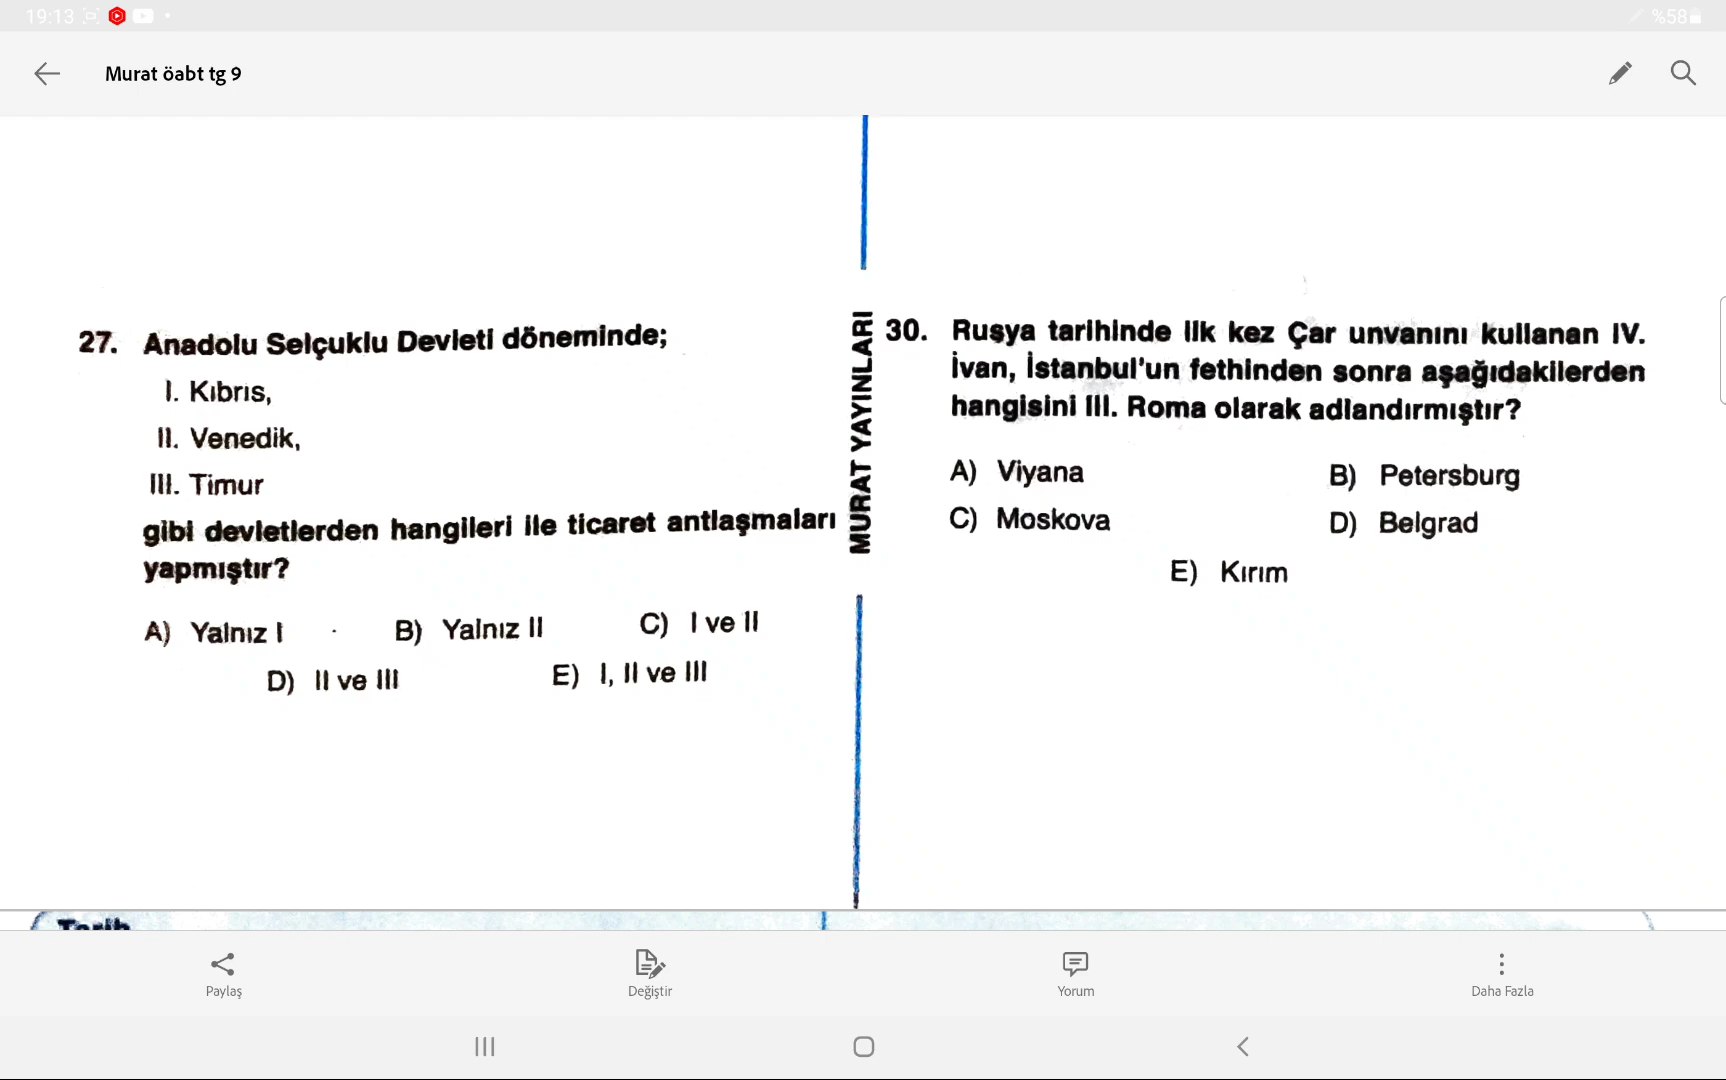 19:13
%58
Murat öabt tg 9
27. Anadolu Selçuklu Devleti döneminde;
I. Kıbrıs,
II. Venedik,
III. Timur
gibi devletlerden hangileri ile ticaret antlaşmaları
yapmıştır?
A) Yalnız I B) Yalnız II C) I ve II
D) II ve III E) I, II ve III
MURAT YAYINLARI
30. Rusya tarihinde ilk kez Çar unvanını kullanan IV.
İvan, İstanbul'un fethinden sonra aşağıdakilerden
hangisini III. Roma olarak adlandırmıştır?
A) Viyana B) Petersburg
C) Moskova D) Belgrad
E) Kırım
Tarih
Paylaş Değiştir Yorum Daha Fazla